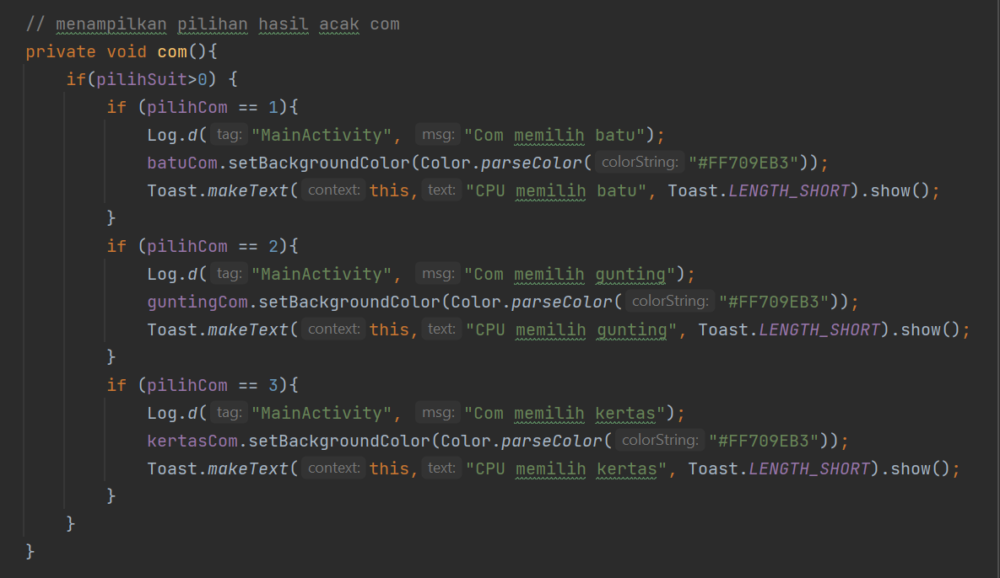 // menampilkan pilihan hasil acak com
private void com(){
if(pilihSuit>0) {
if (pilihCom == 1){
Log.d( tag: "MainActivity", msg: "Com memilih batu");
batuCom.setBackgroundColor(Color.parseColor( colorString: "#FF709EB3"));
Toast.makeText( context: this, text: "CPU memilih batu", Toast.LENGTH_SHORT).show();
}
if (pilihCom == 2){
Log.d( tag: "MainActivity", msg: "Com memilih gunting");
guntingCom.setBackgroundColor(Color.parseColor( colorString: "#FF709EB3"));
Toast.makeText( context: this, text: "CPU memilih gunting", Toast.LENGTH_SHORT).show();
}
if (pilihCom == 3){
Log.d( tag: "MainActivity", msg: "Com memilih kertas");
kertasCom.setBackgroundColor(Color.parseColor( colorString: "#FF709EB3"));
Toast.makeText( context: this, text: "CPU memilih kertas", Toast.LENGTH_SHORT).show();
}
}
}